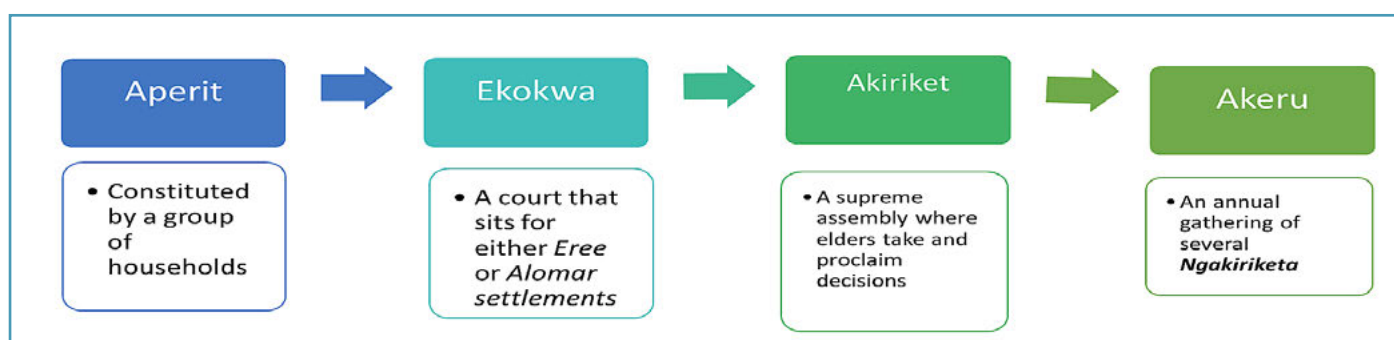 Aperit
• Constituted
by a group
of
households
Ekokwa
• A court that
sits for
either Eree
or Alomar
settlements
Akiriket
• A supreme
assembly where
elders take and
proclaim
decisions
Akeru
• An annual
gathering of
several
Ngakiriketa